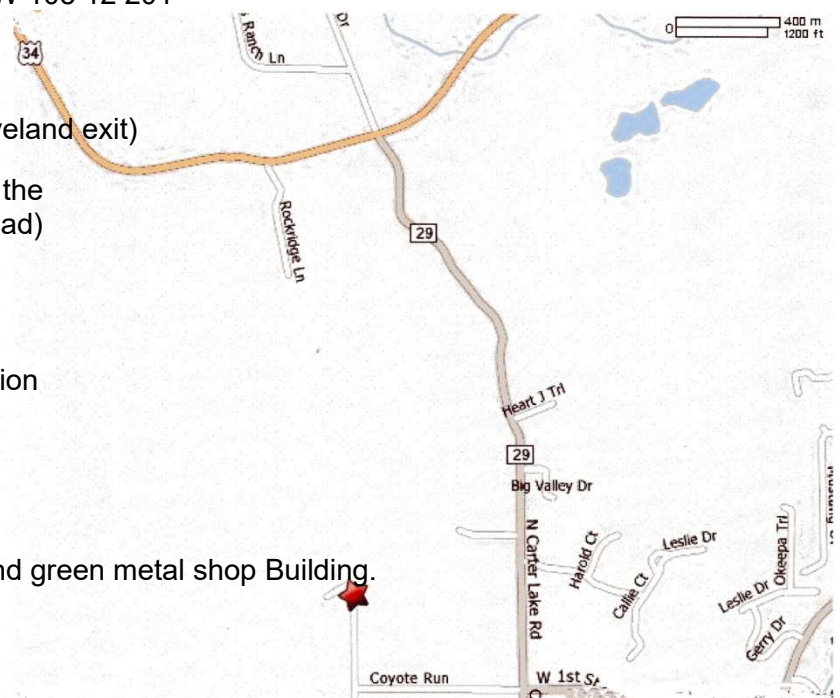 400 m
0
1200 ft
Ranch Ln
Dr
34
eland exit)
the
ad)
Rockridge Ln
29
ion
Heart J Trl
29
Big Valley Dr
N Carter Lake Rd
Harold Ct
Leslie Dr
Callie Ct
Okeepa Trl
Leslie Dr
Gerry Dr
nd green metal shop Building.
Coyote Run
W 1st St